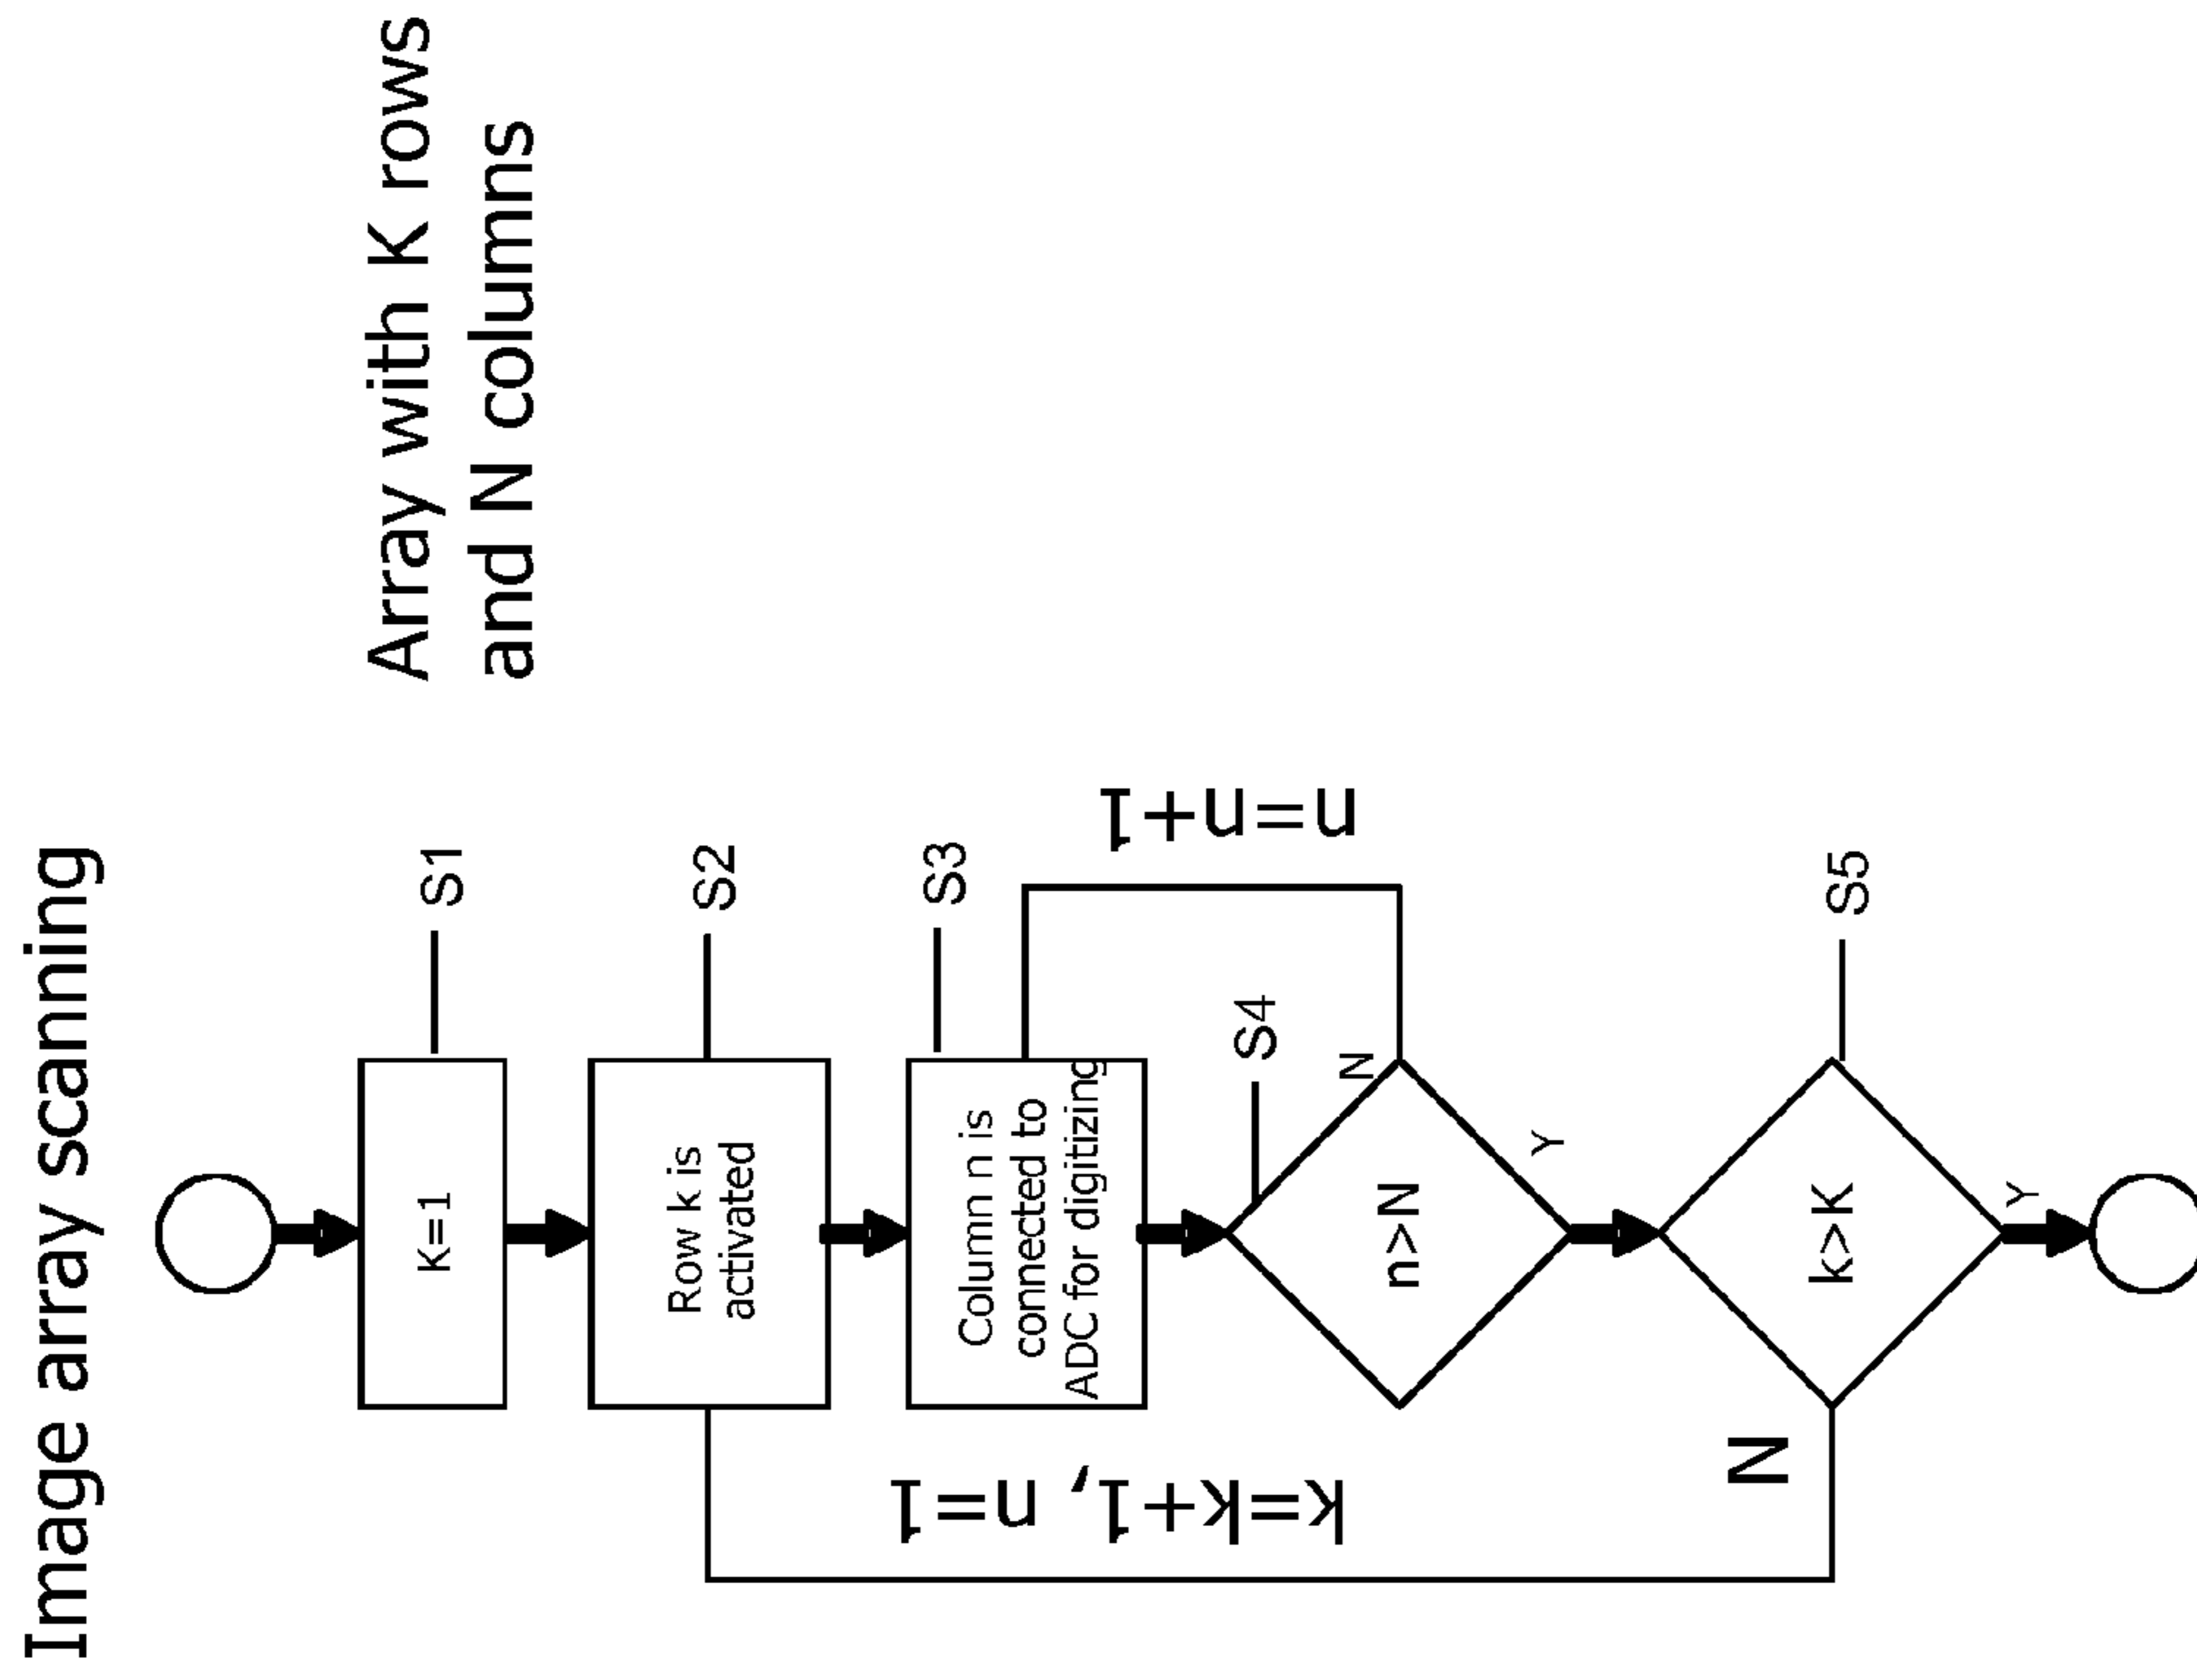 Image array scanning
Array with K rows
and N columns
K=1
S1
Row k is
activated
S2
Column n is
connected to
ADC for digitizing
S3
n=n+1
S4
n>N
N
Y
k=k+1, n=1
k>K
S5
N
Y